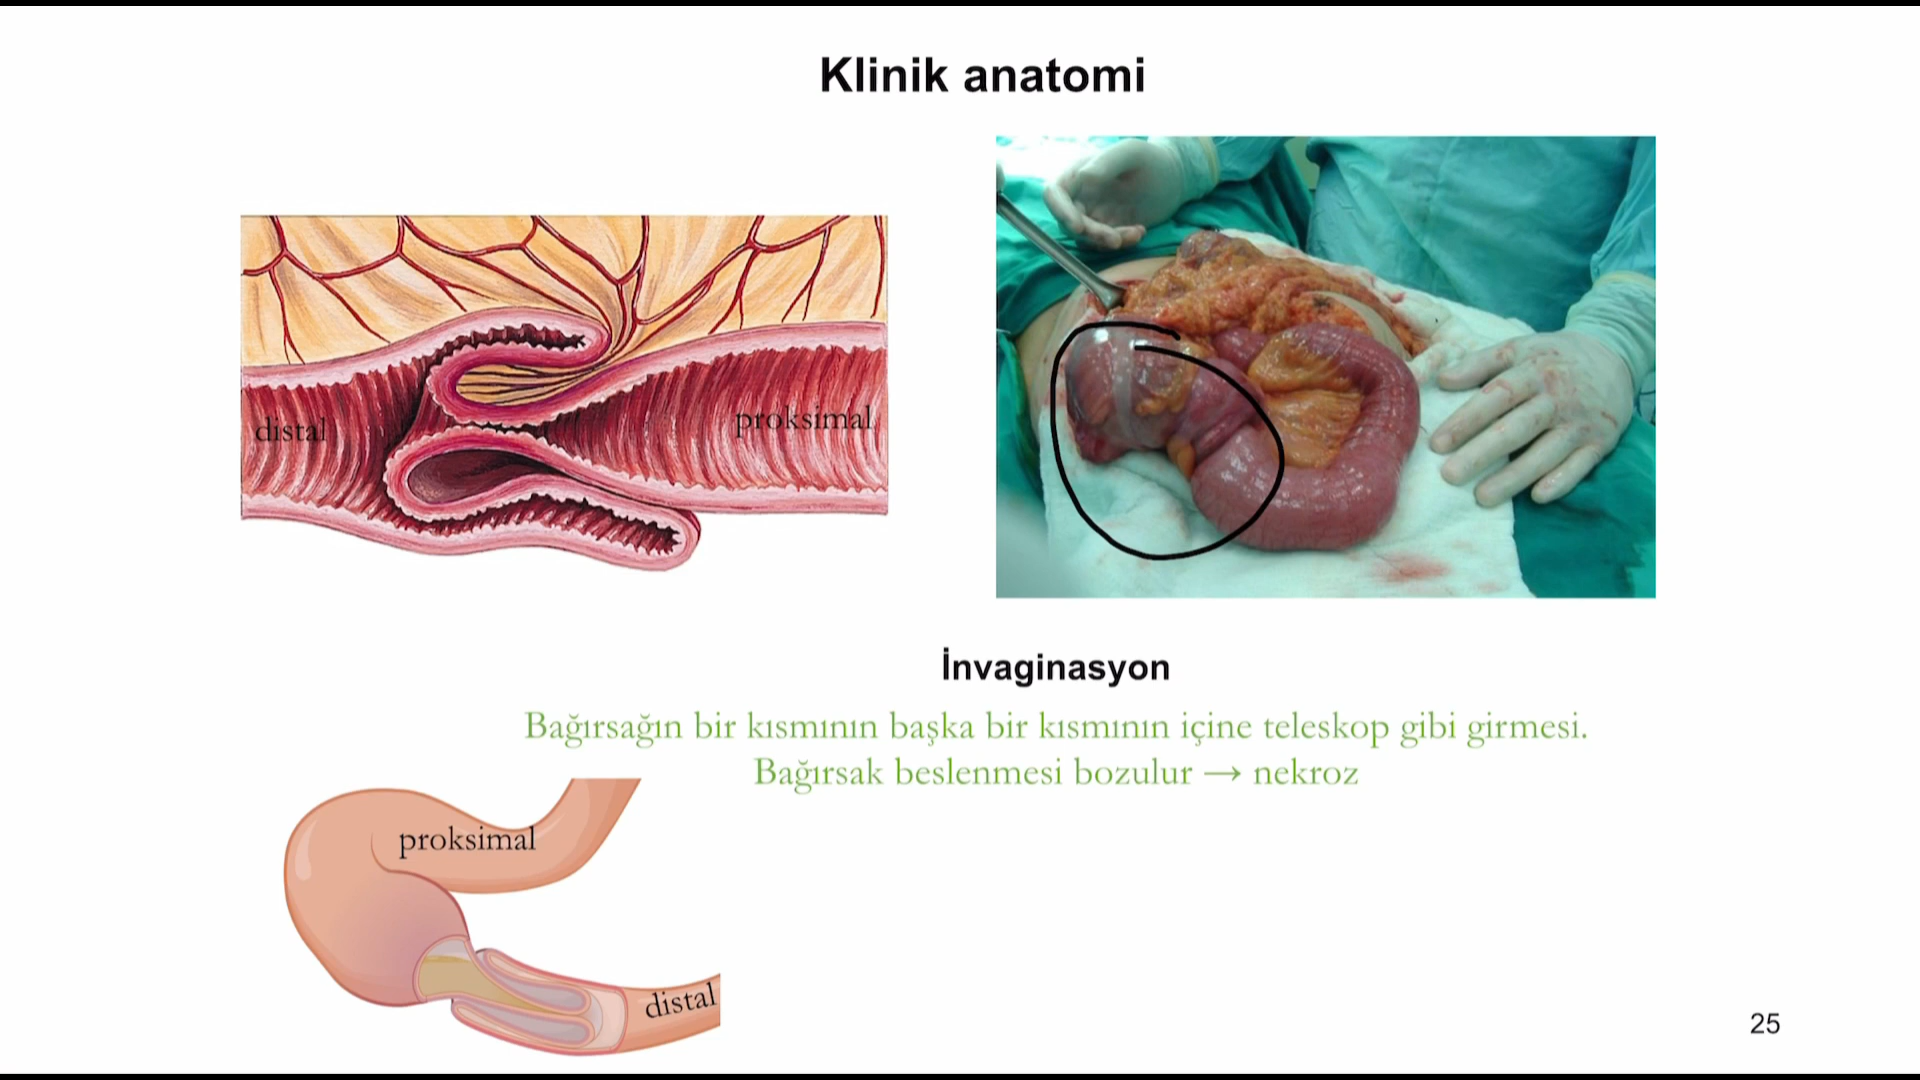 Klinik anatomi
distal
proksimal
İnvaginasyon
Bağırsağın bir kısmının başka bir kısmının içine teleskop gibi girmesi.
Bağırsak beslenmesi bozulur → nekroz
proksimal
distal
25